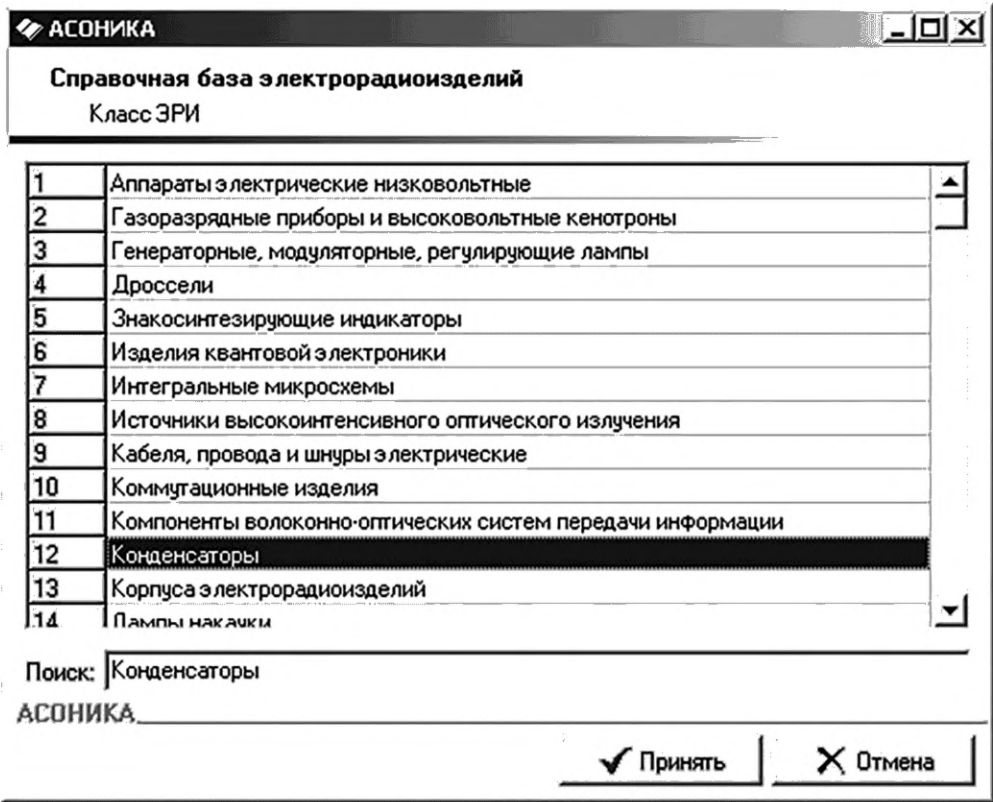 АСОНИКА
Справочная база электрорадиоизделий
Класс ЭРИ
1 Аппараты электрические низковольтные
2 Газоразрядные приборы и высоковольтные кенотроны
3 Генераторные, модуляторные, регулирующие лампы
4 Дроссели
5 Знакосинтезирующие индикаторы
6 Изделия квантовой электроники
7 Интегральные микросхемы
8 Источники высокоинтенсивного оптического излучения
9 Кабеля, провода и шнуры электрические
10 Коммутационные изделия
11 Компоненты волоконно-оптических систем передачи информации
12 Конденсаторы
13 Корпуса электрорадиоизделий
14 Лампы накачки
Поиск: Конденсаторы
АСОНИКА
Принять Отмена